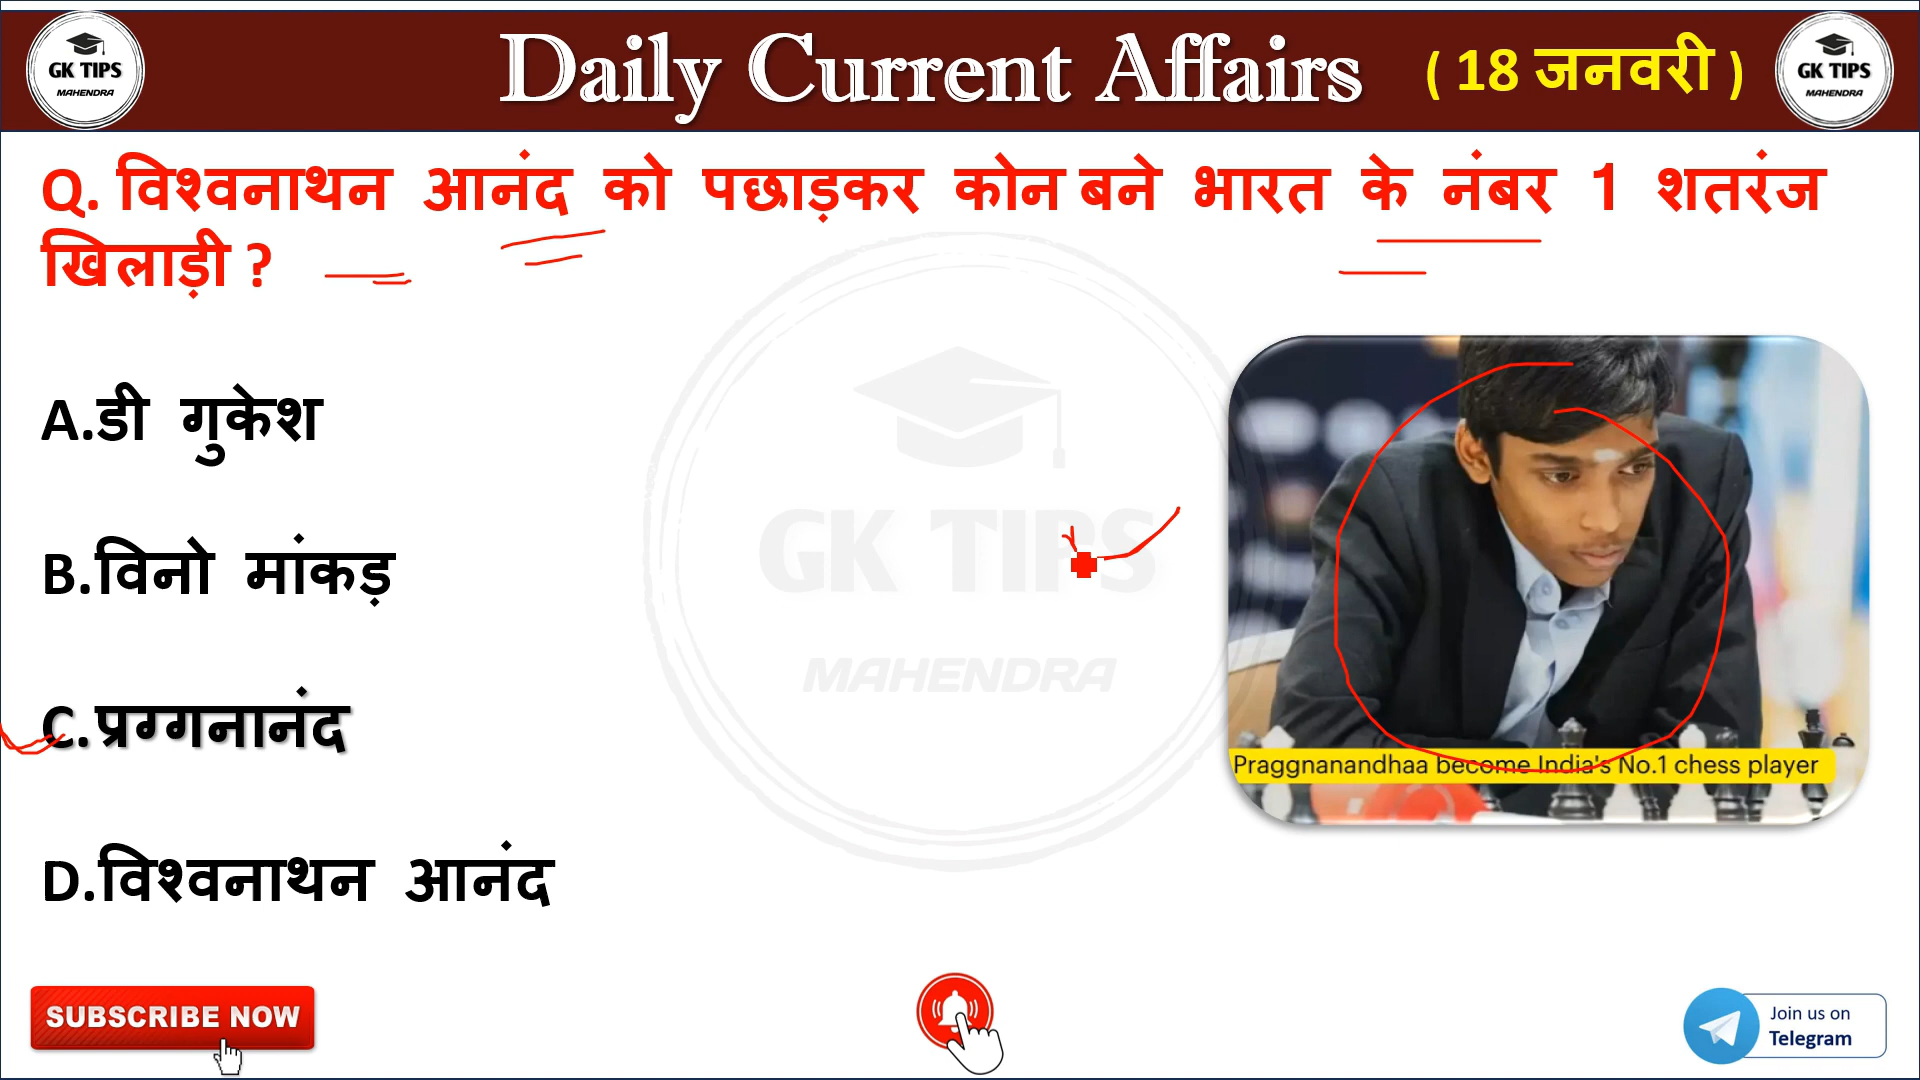 GK TIPS
MAHENDRA
Daily Current Affairs
( 18 जनवरी )
GK TIPS
MAHENDRA
Q. विश्वनाथन आनंद को पछाड़कर कोन बने भारत के नंबर 1 शतरंज
खिलाड़ी ?
A.डी गुकेश
B.विनो मांकड़
C.प्रग्गनानंद
D.विश्वनाथन आनंद
GK TIPS
MAHENDRA
Praggnanandhaa become India's No.1 chess player
SUBSCRIBE NOW
Join us on
Telegram